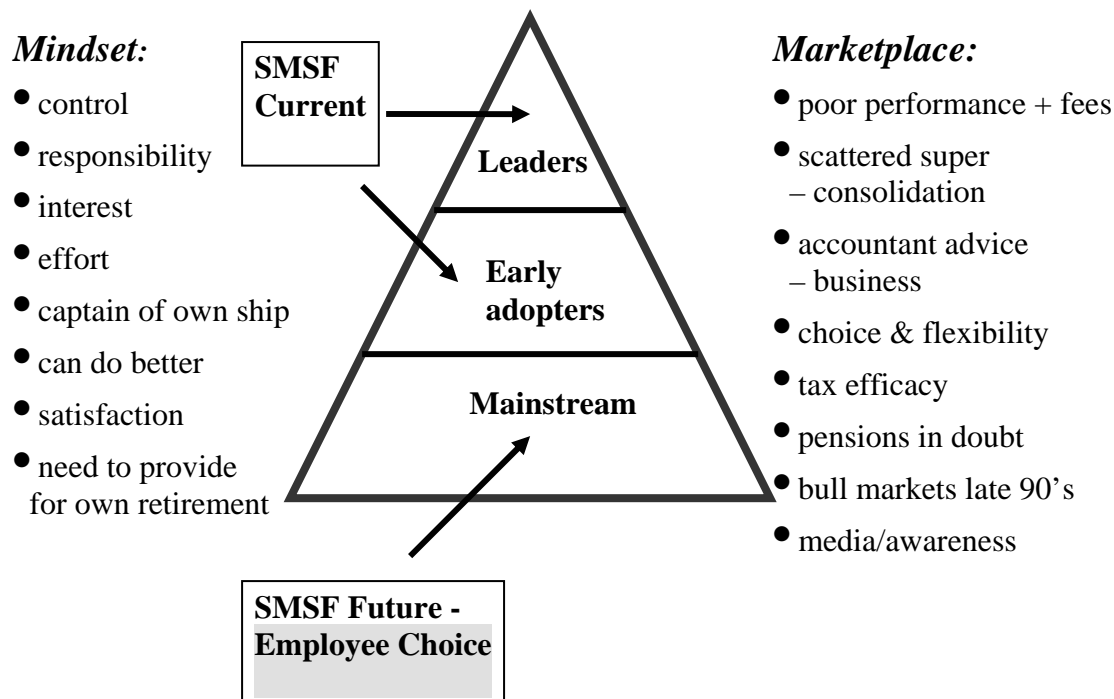 Mindset:
• control
• responsibility
• interest
• effort
• captain of own ship
• can do better
• satisfaction
• need to provide
for own retirement
SMSF
Current
Leaders
Early
adopters
Mainstream
SMSF Future -
Employee Choice
Marketplace:
• poor performance + fees
• scattered super
– consolidation
• accountant advice
– business
• choice & flexibility
• tax efficacy
• pensions in doubt
• bull markets late 90’s
• media/awareness